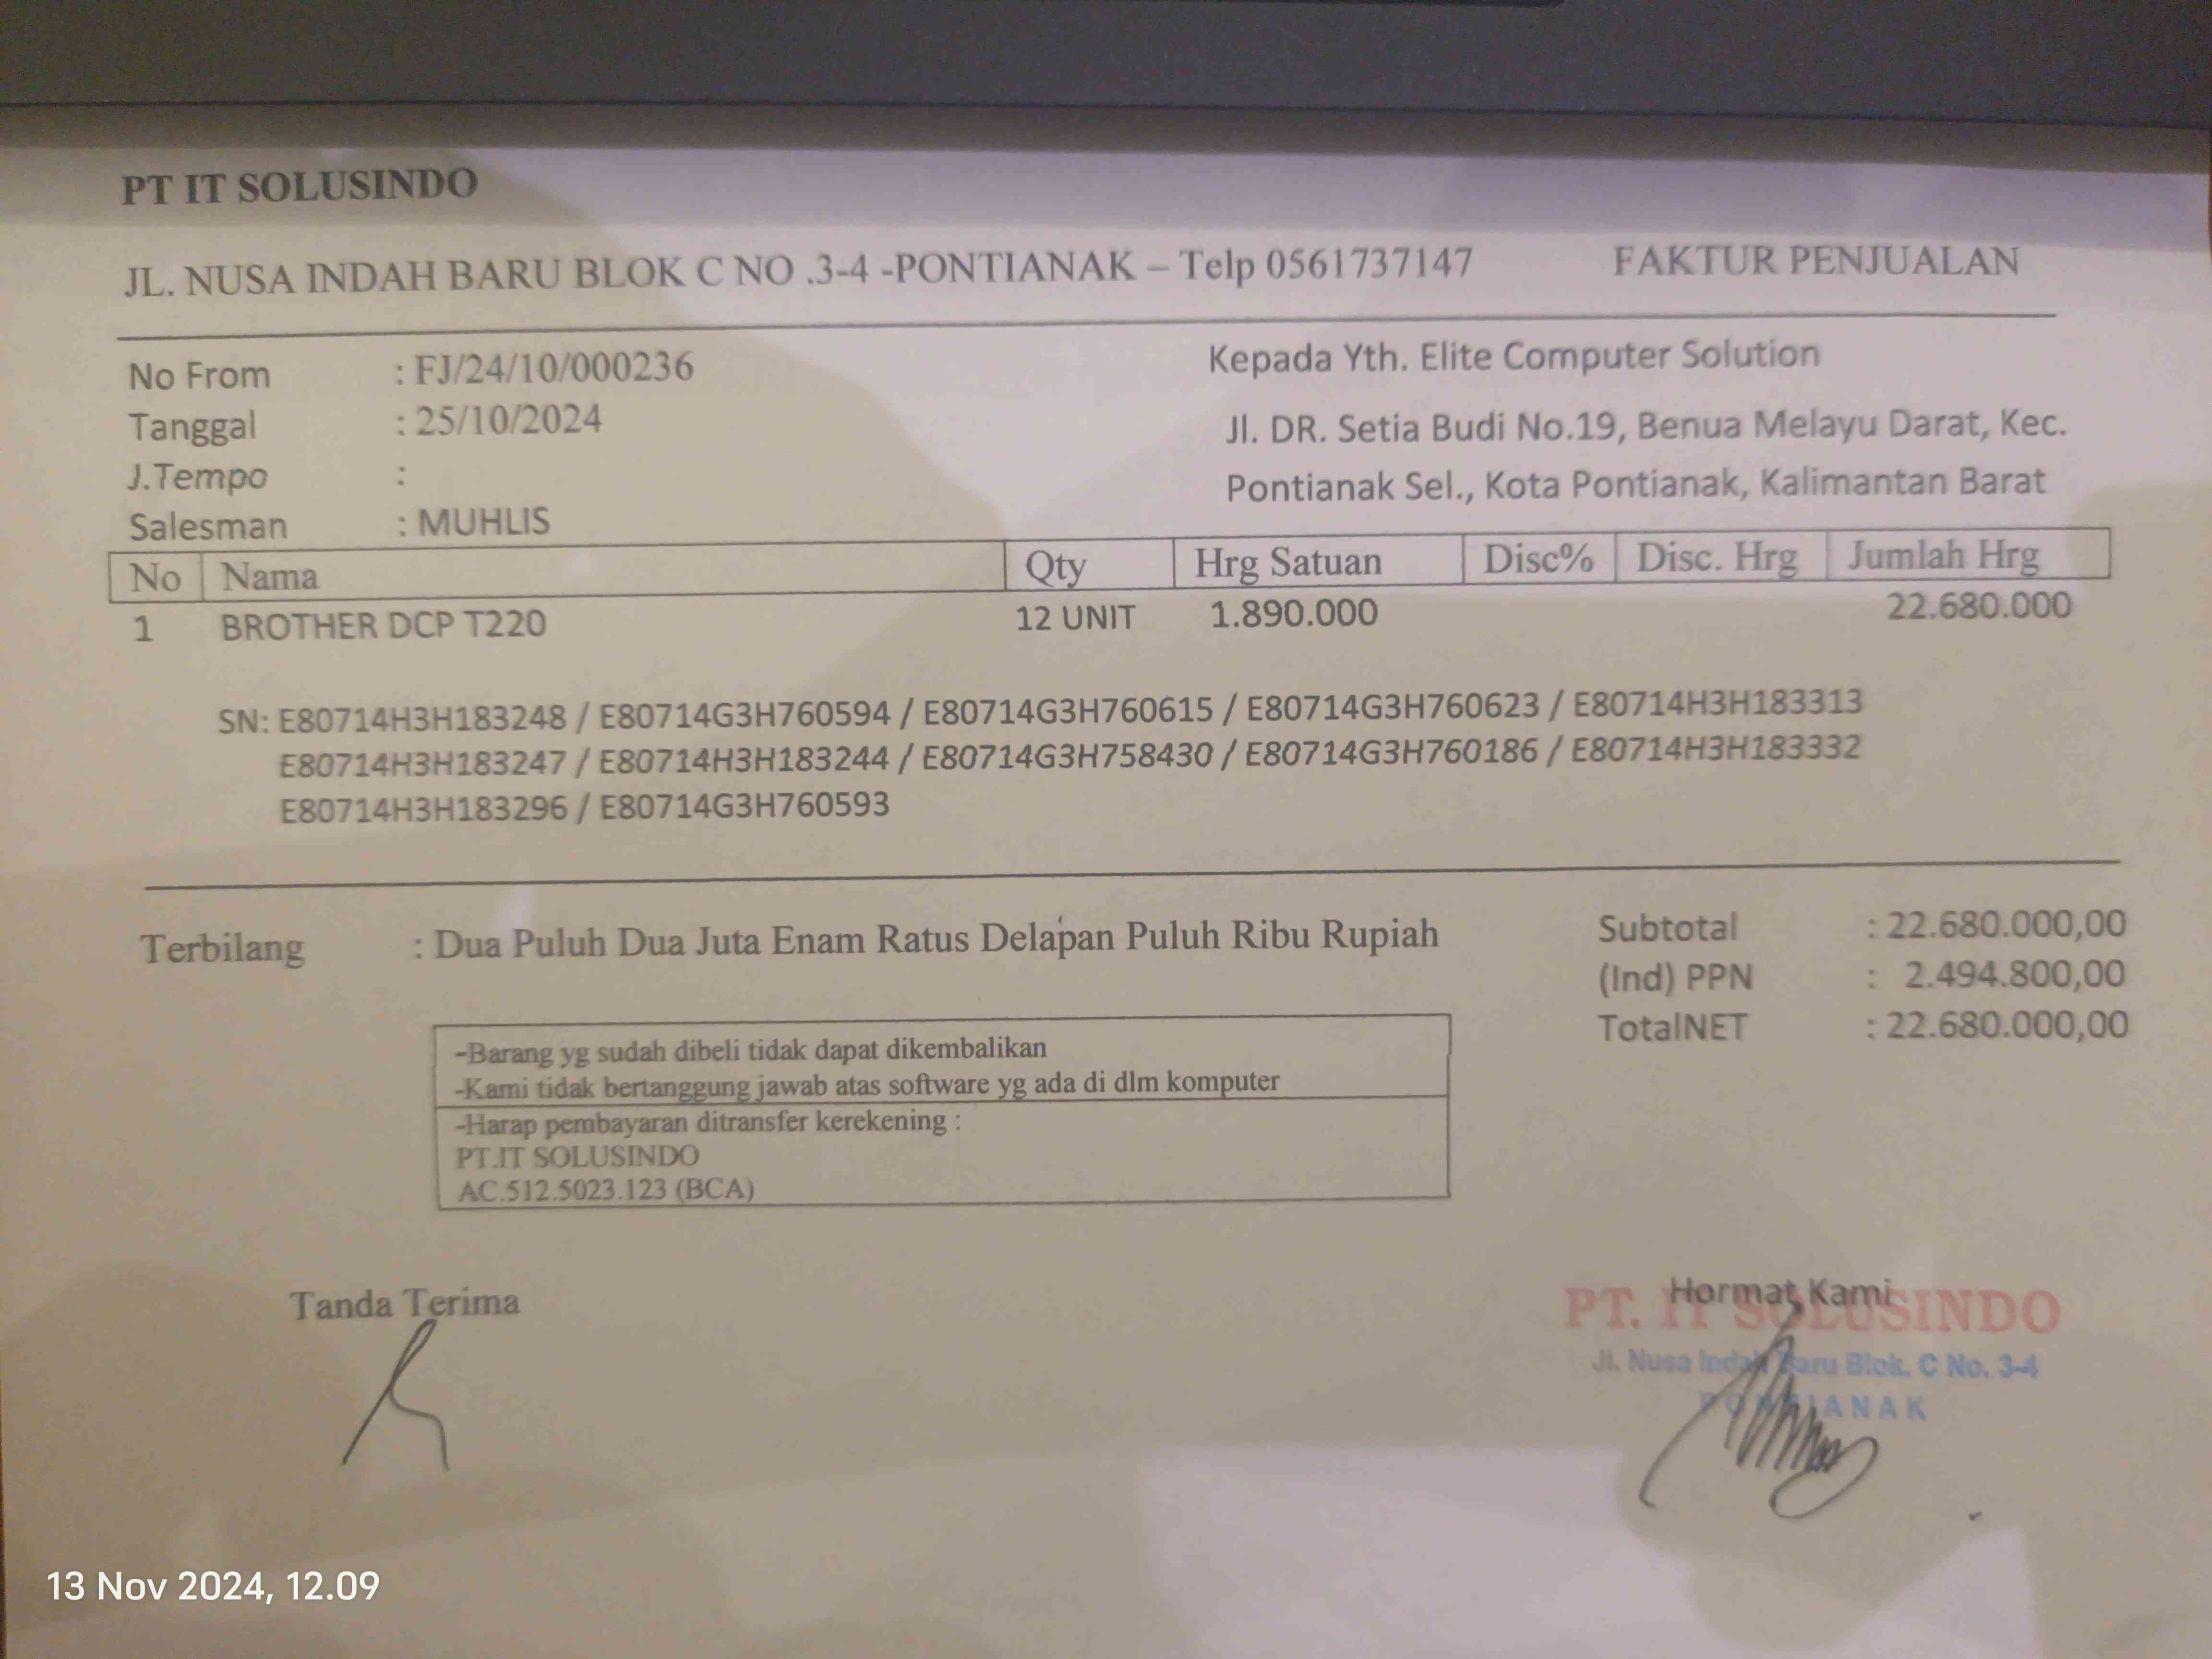 PT IT SOLUSINDO
JL. NUSA INDAH BARU BLOK C NO .3-4 -PONTIANAK – Telp 0561737147 FAKTUR PENJUALAN
No From : FJ/24/10/000236
Tanggal : 25/10/2024
J.Tempo :
Salesman : MUHLIS
Kepada Yth. Elite Computer Solution
Jl. DR. Setia Budi No.19, Benua Melayu Darat, Kec.
Pontianak Sel., Kota Pontianak, Kalimantan Barat
No Nama Qty Hrg Satuan Disc% Disc. Hrg Jumlah Hrg
1 BROTHER DCP T220 12 UNIT 1.890.000 22.680.000
SN: E80714H3H183248 / E80714G3H760594 / E80714G3H760615 / E80714G3H760623 / E80714H3H183313
E80714H3H183247 / E80714H3H183244 / E80714G3H758430 / E80714G3H760186 / E80714H3H183332
E80714H3H183296 / E80714G3H760593
Terbilang : Dua Puluh Dua Juta Enam Ratus Delapan Puluh Ribu Rupiah
Subtotal : 22.680.000,00
(Ind) PPN : 2.494.800,00
TotalNET : 22.680.000,00
-Barang yg sudah dibeli tidak dapat dikembalikan
-Kami tidak bertanggung jawab atas software yg ada di dlm komputer
-Harap pembayaran ditransfer kerekening :
PT.IT SOLUSINDO
AC.512.5023.123 (BCA)
Tanda Terima
Hormat Kami
PT. IT SOLUSINDO
Jl. Nusa Indah Baru Blok. C No. 3-4
PONTIANAK
13 Nov 2024, 12.09